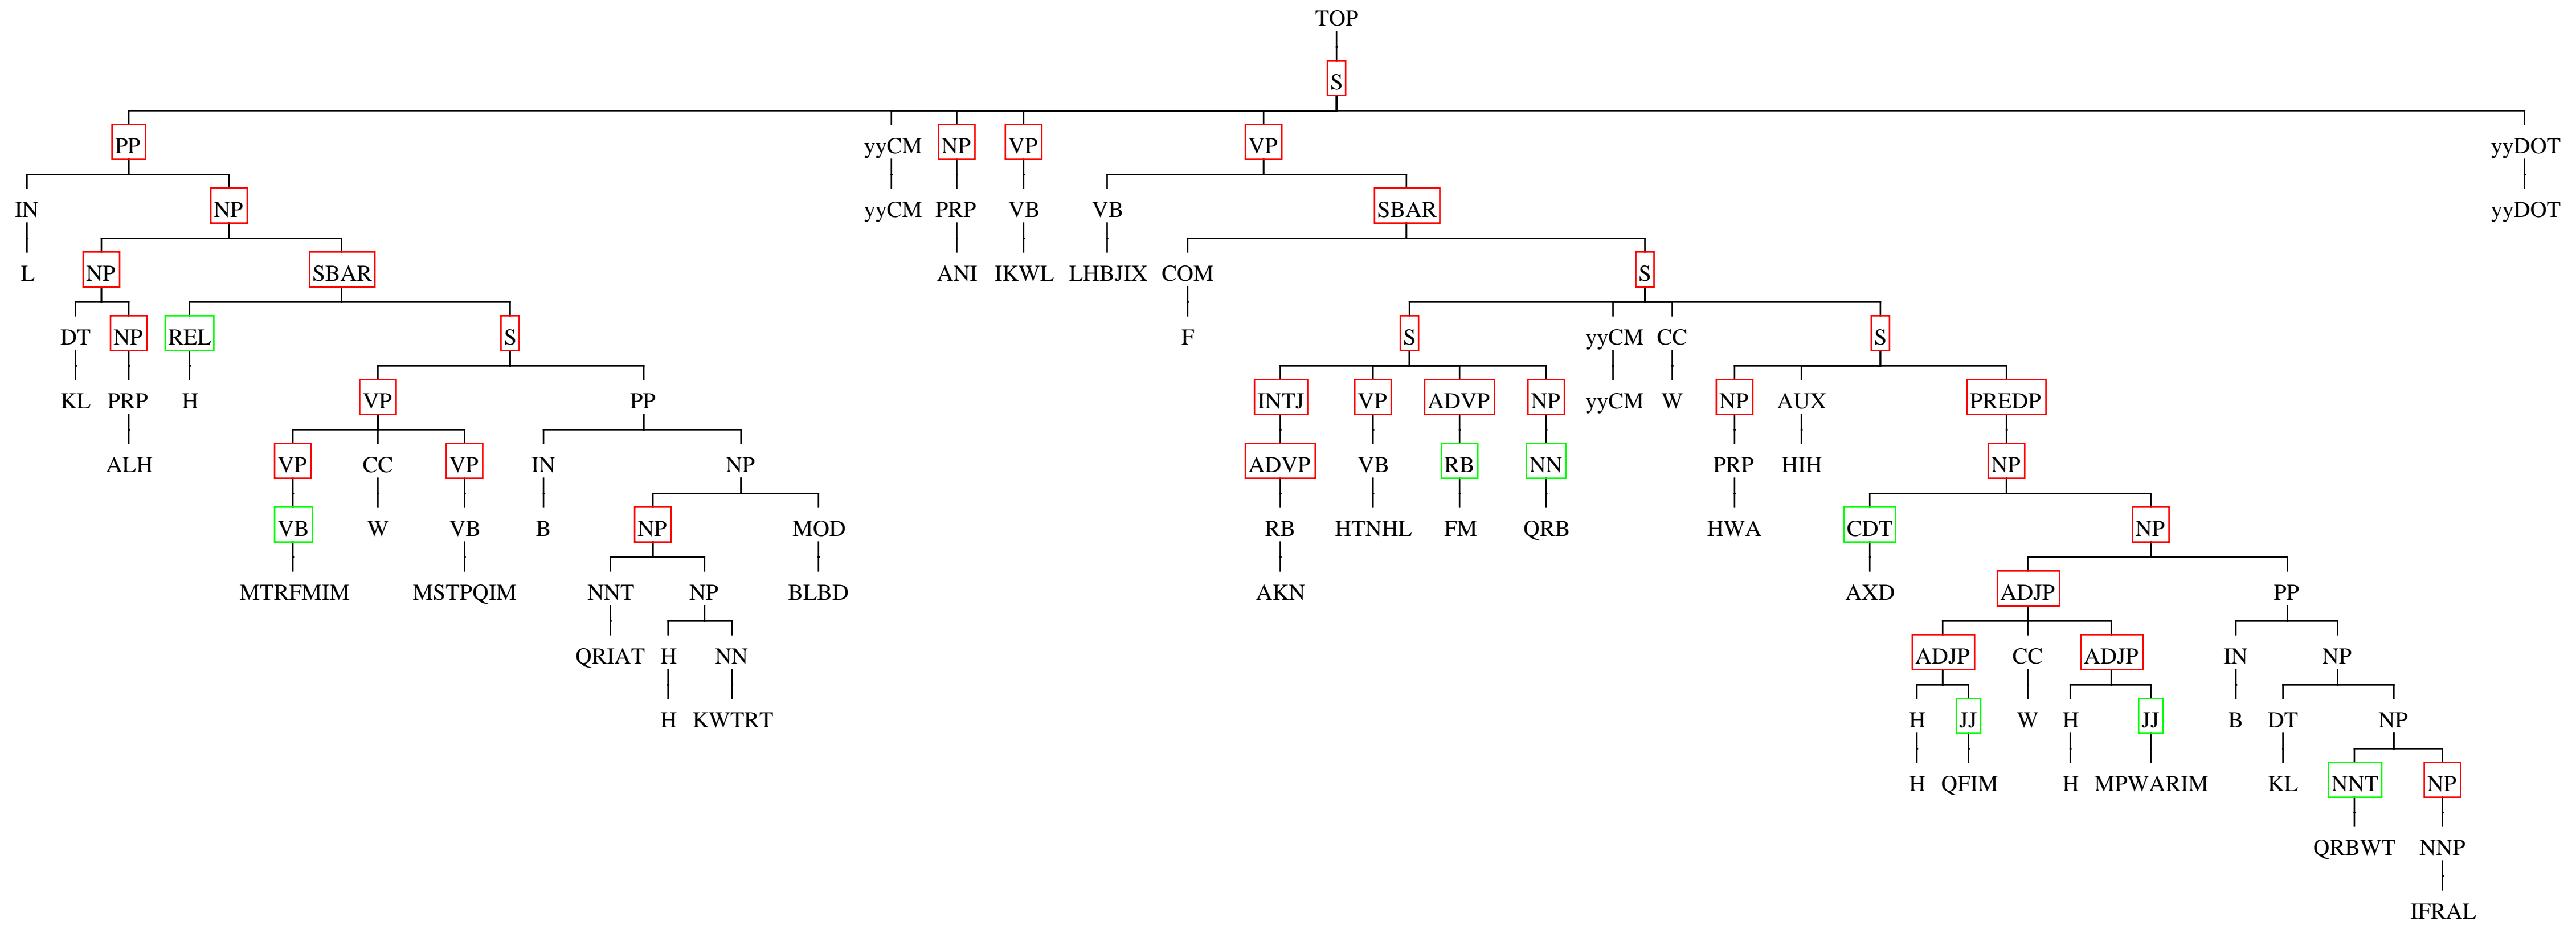 TOP
S
PP yyCM NP VP VP yyDOT
IN NP yyCM PRP VB VB SBAR yyDOT
L NP SBAR ANI IKWL LHBJIX COM S
DT NP REL S F S yyCM CC S
KL PRP H VP PP INTJ VP ADVP NP yyCM W NP AUX PREDP
ALH VP CC VP IN NP ADVP VB RB NN PRP HIH NP
VB W VB B NP MOD RB HTNHL FM QRB HWA CDT NP
MTRFMIM MSTPQIM NNT NP BLBD AKN AXD ADJP PP
QRIAT H NN ADJP CC ADJP IN NP
H KWTRT H JJ W H JJ B DT NP
H QFIM H MPWARIM KL NNT NP
QRBWT NNP
IFRAL